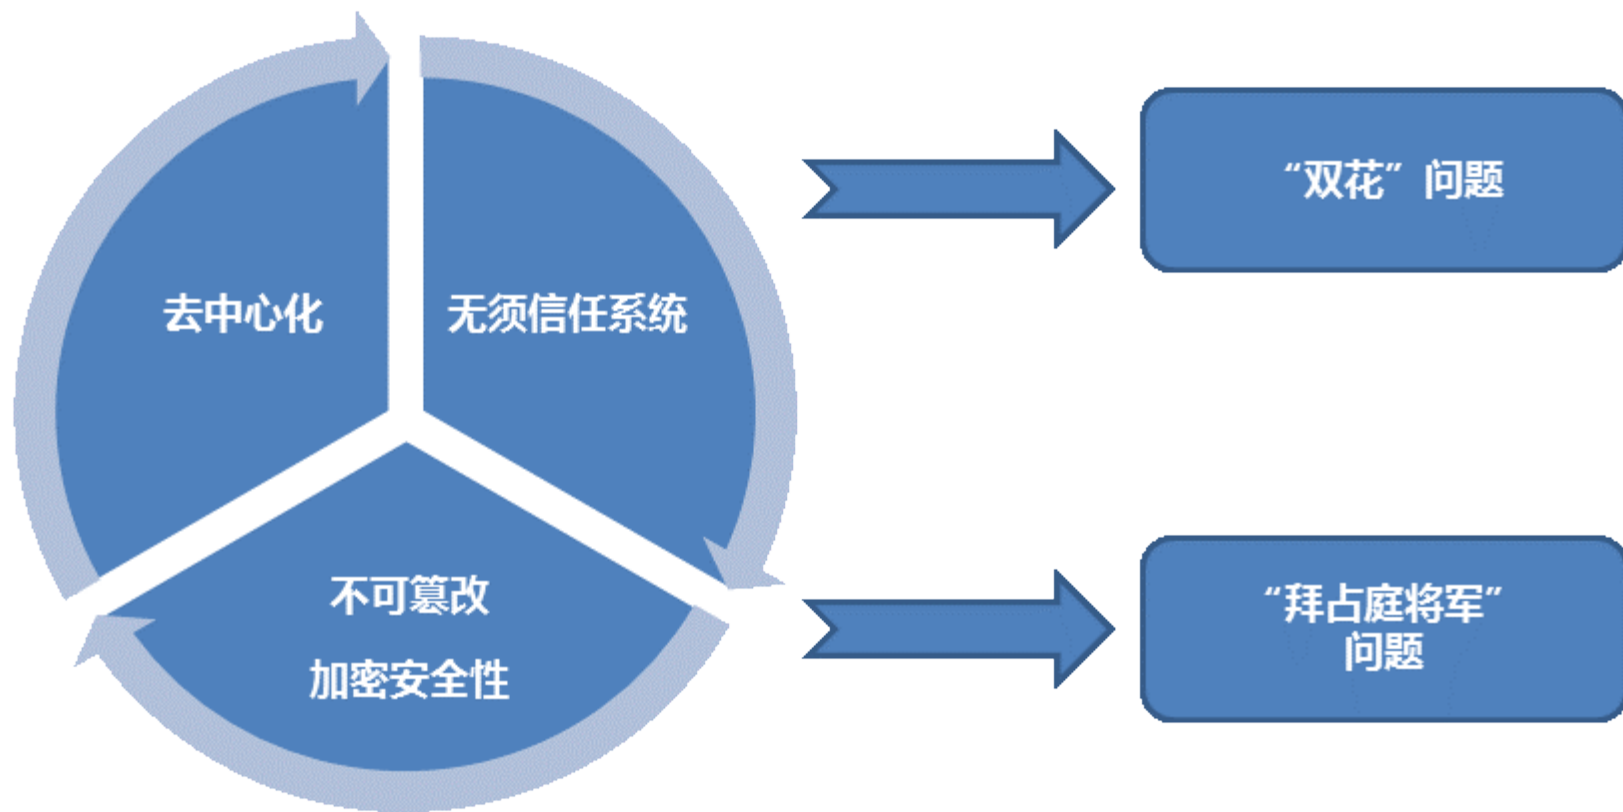 去中心化
无须信任系统
不可篡改
加密安全性
“双花”问题
“拜占庭将军”
问题